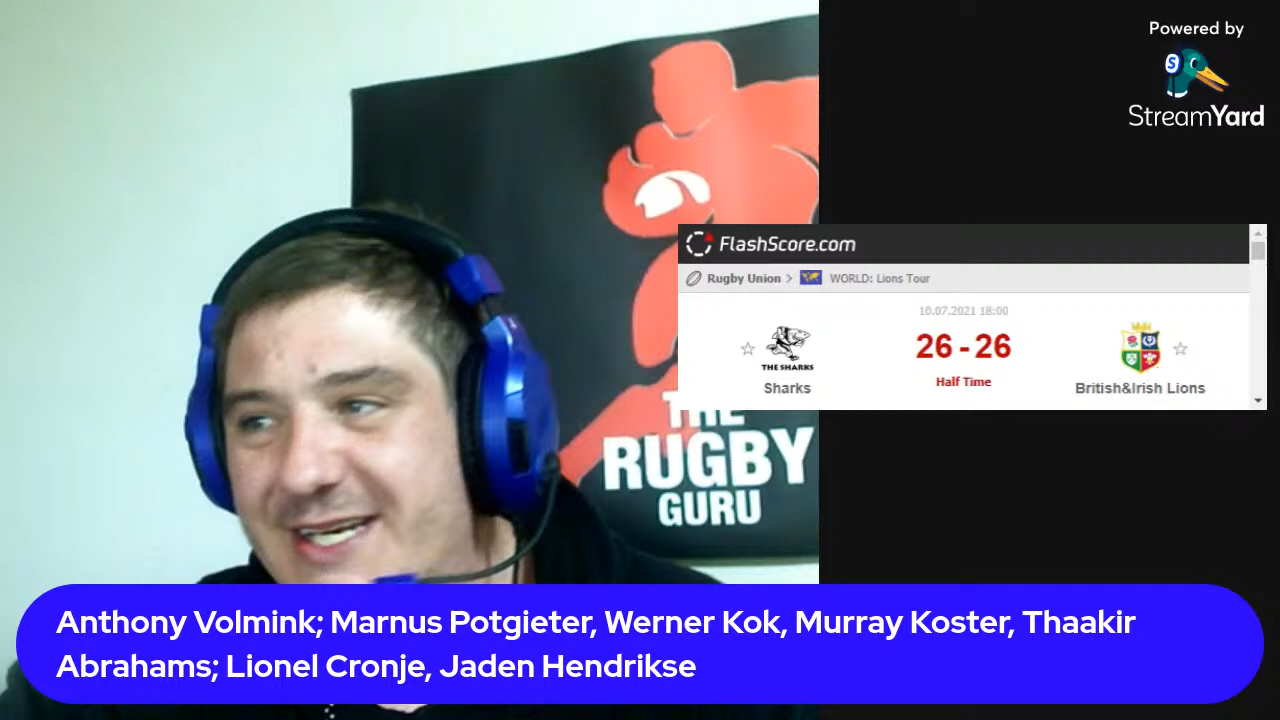 Powered by
StreamYard
FlashScore.com
Rugby Union > WORLD: Lions Tour
10.07.2021 18:00
26 - 26
Half Time
THE SHARKS
Sharks
British&Irish Lions
THE
RUGBY
GURU
Anthony Volmink; Marnus Potgieter, Werner Kok, Murray Koster, Thaakir
Abrahams; Lionel Cronje, Jaden Hendrikse